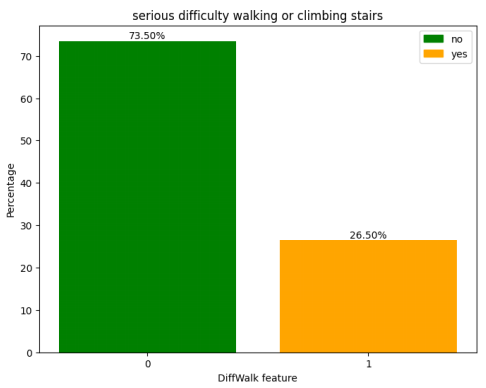 serious difficulty walking or climbing stairs
73.50%
no
yes
70
60
50
40
30
20
10
0
Percentage
26.50%
0
1
DiffWalk feature